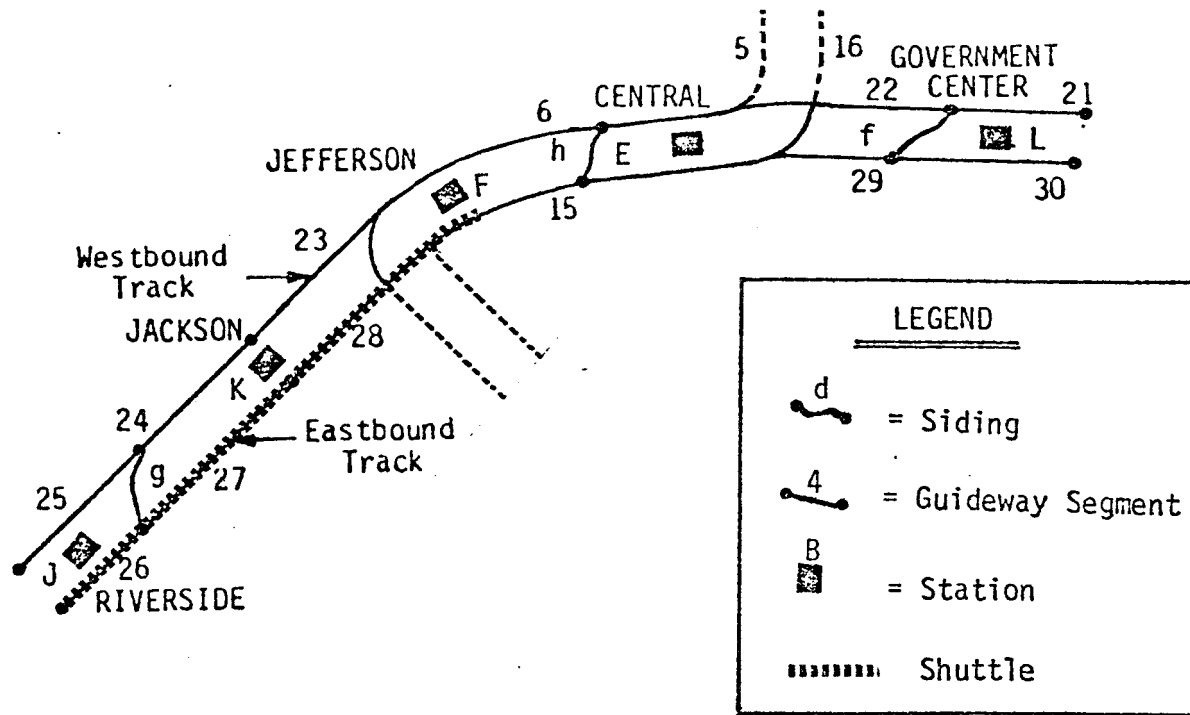 5
16
GOVERNMENT
CENTER
22
21
CENTRAL
6
h
E
f
L
JEFFERSON
F
29
30
15
23
Westbound
Track
JACKSON
28
K
24
Eastbound
Track
g
27
25
J
26
RIVERSIDE
LEGEND
d
= Siding
4
= Guideway Segment
B
= Station
Shuttle